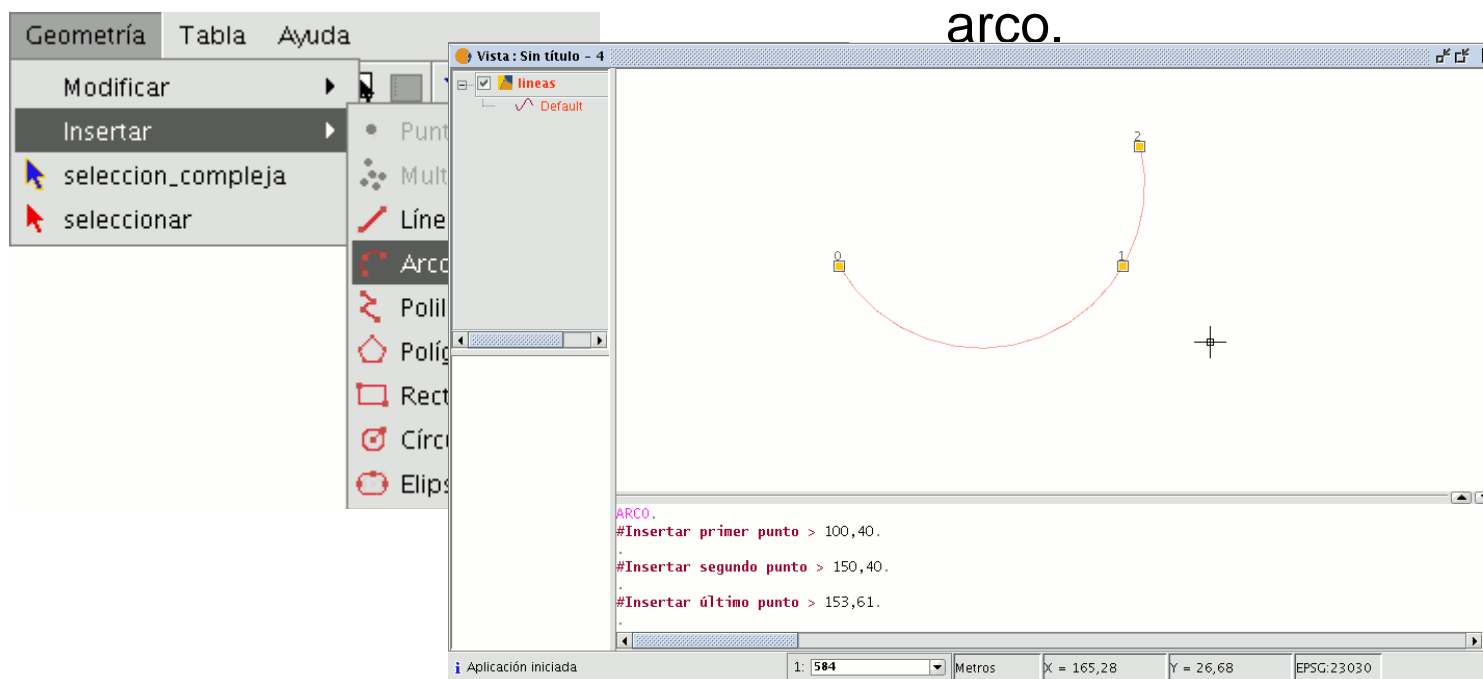 arco.
Geometría Tabla Ayuda
Modificar
Insertar
seleccion_compleja
seleccionar
Punt
Mult
Líne
Arco
Polil
Políg
Rect
Círc
Elips
Vista : Sin título - 4
lineas
Default
2
0
1
ARCO.
#Insertar primer punto > 100,40.
.
#Insertar segundo punto > 150,40.
.
#Insertar último punto > 153,61.
.
Aplicación iniciada
1: 584
Metros
X = 165,28
Y = 26,68
EPSG:23030